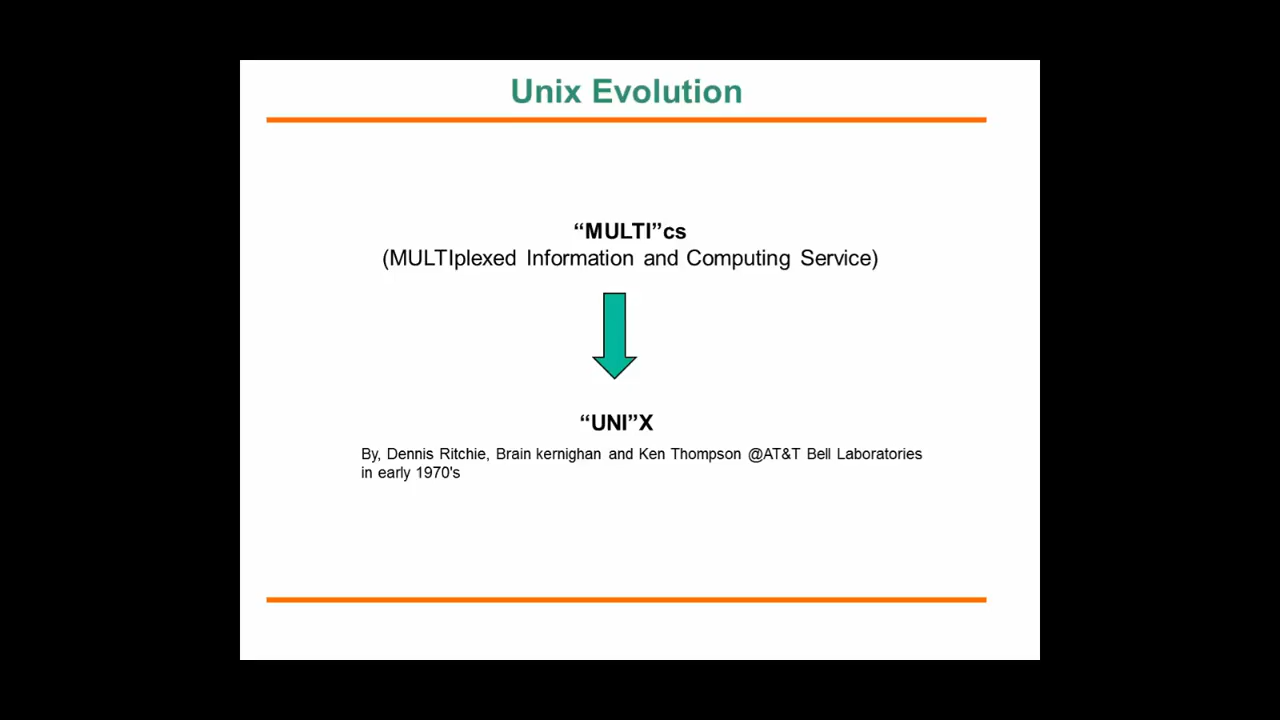 Unix Evolution
“MULTI”cs
(MULTIplexed Information and Computing Service)
“UNI”X
By, Dennis Ritchie, Brain kernighan and Ken Thompson @AT&T Bell Laboratories
in early 1970's